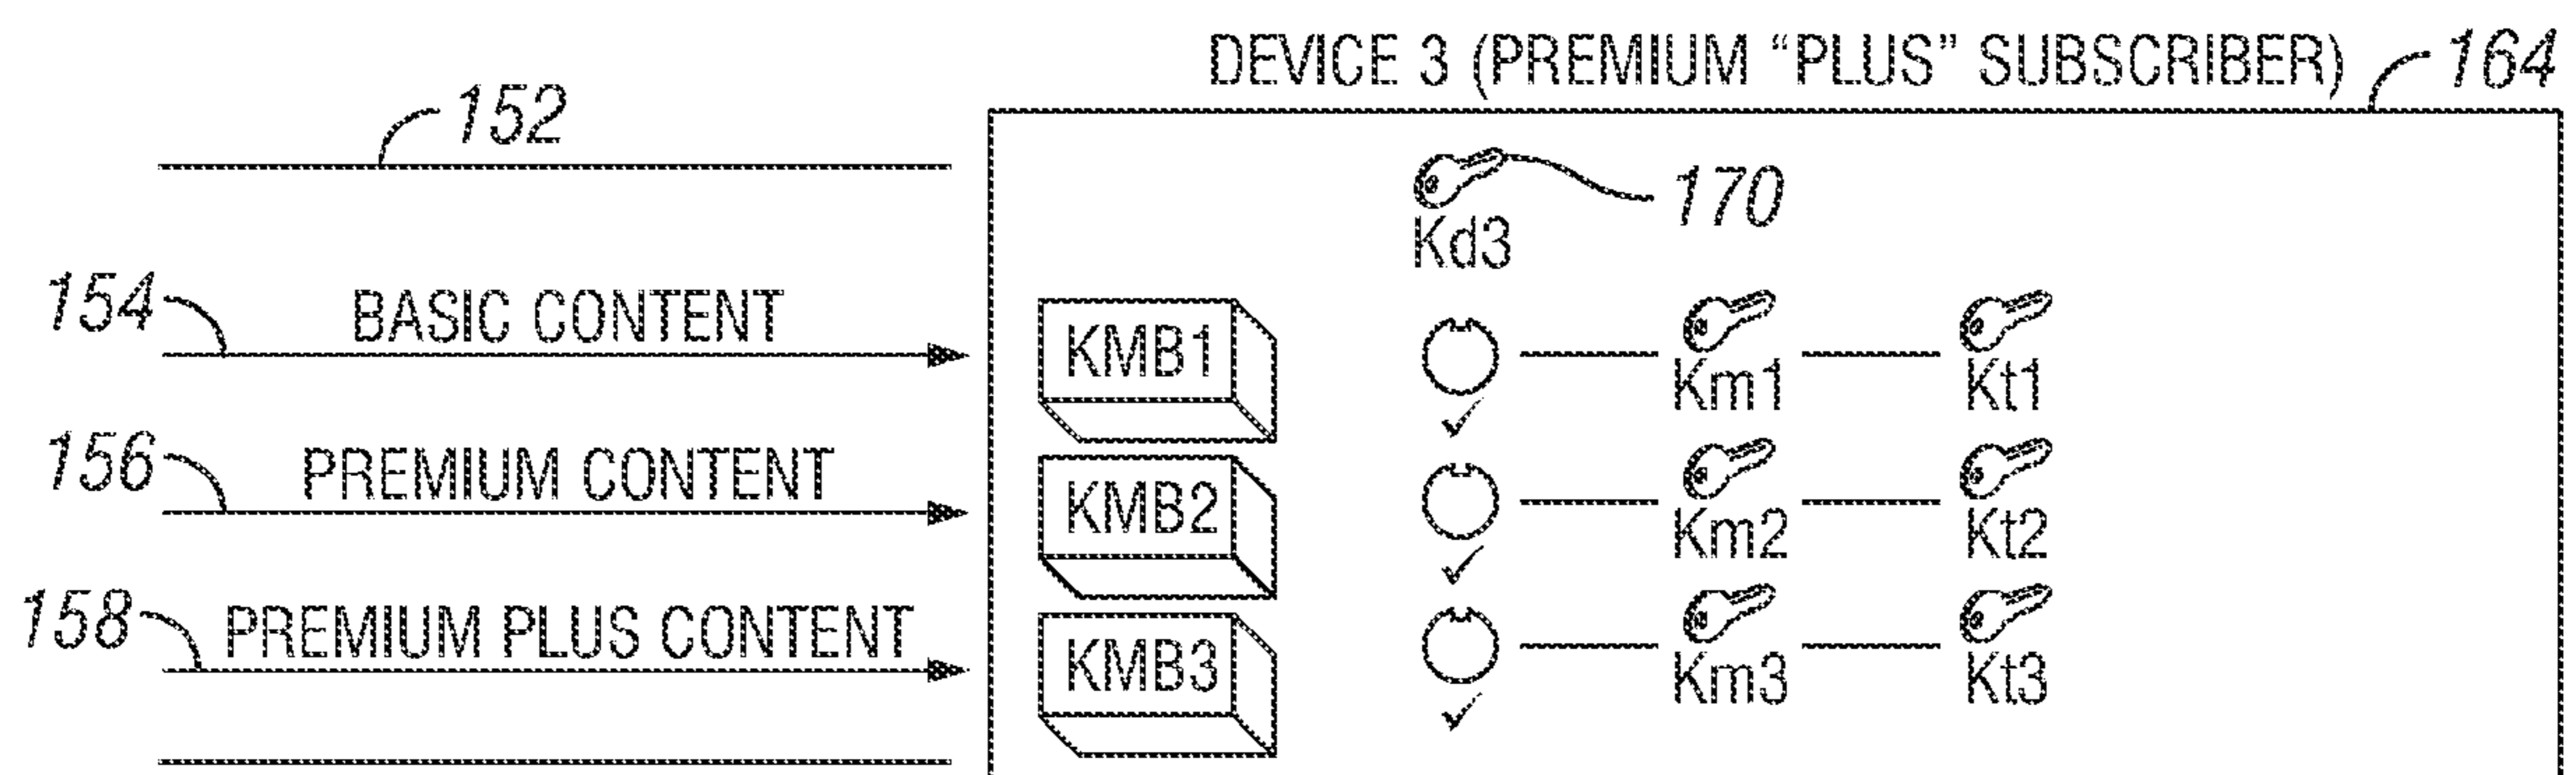 DEVICE 3 (PREMIUM “PLUS” SUBSCRIBER) 164
152
170
Kd3
154 BASIC CONTENT
KMB1
Km1 Kt1
156 PREMIUM CONTENT
KMB2
Km2 Kt2
158 PREMIUM PLUS CONTENT
KMB3
Km3 Kt3